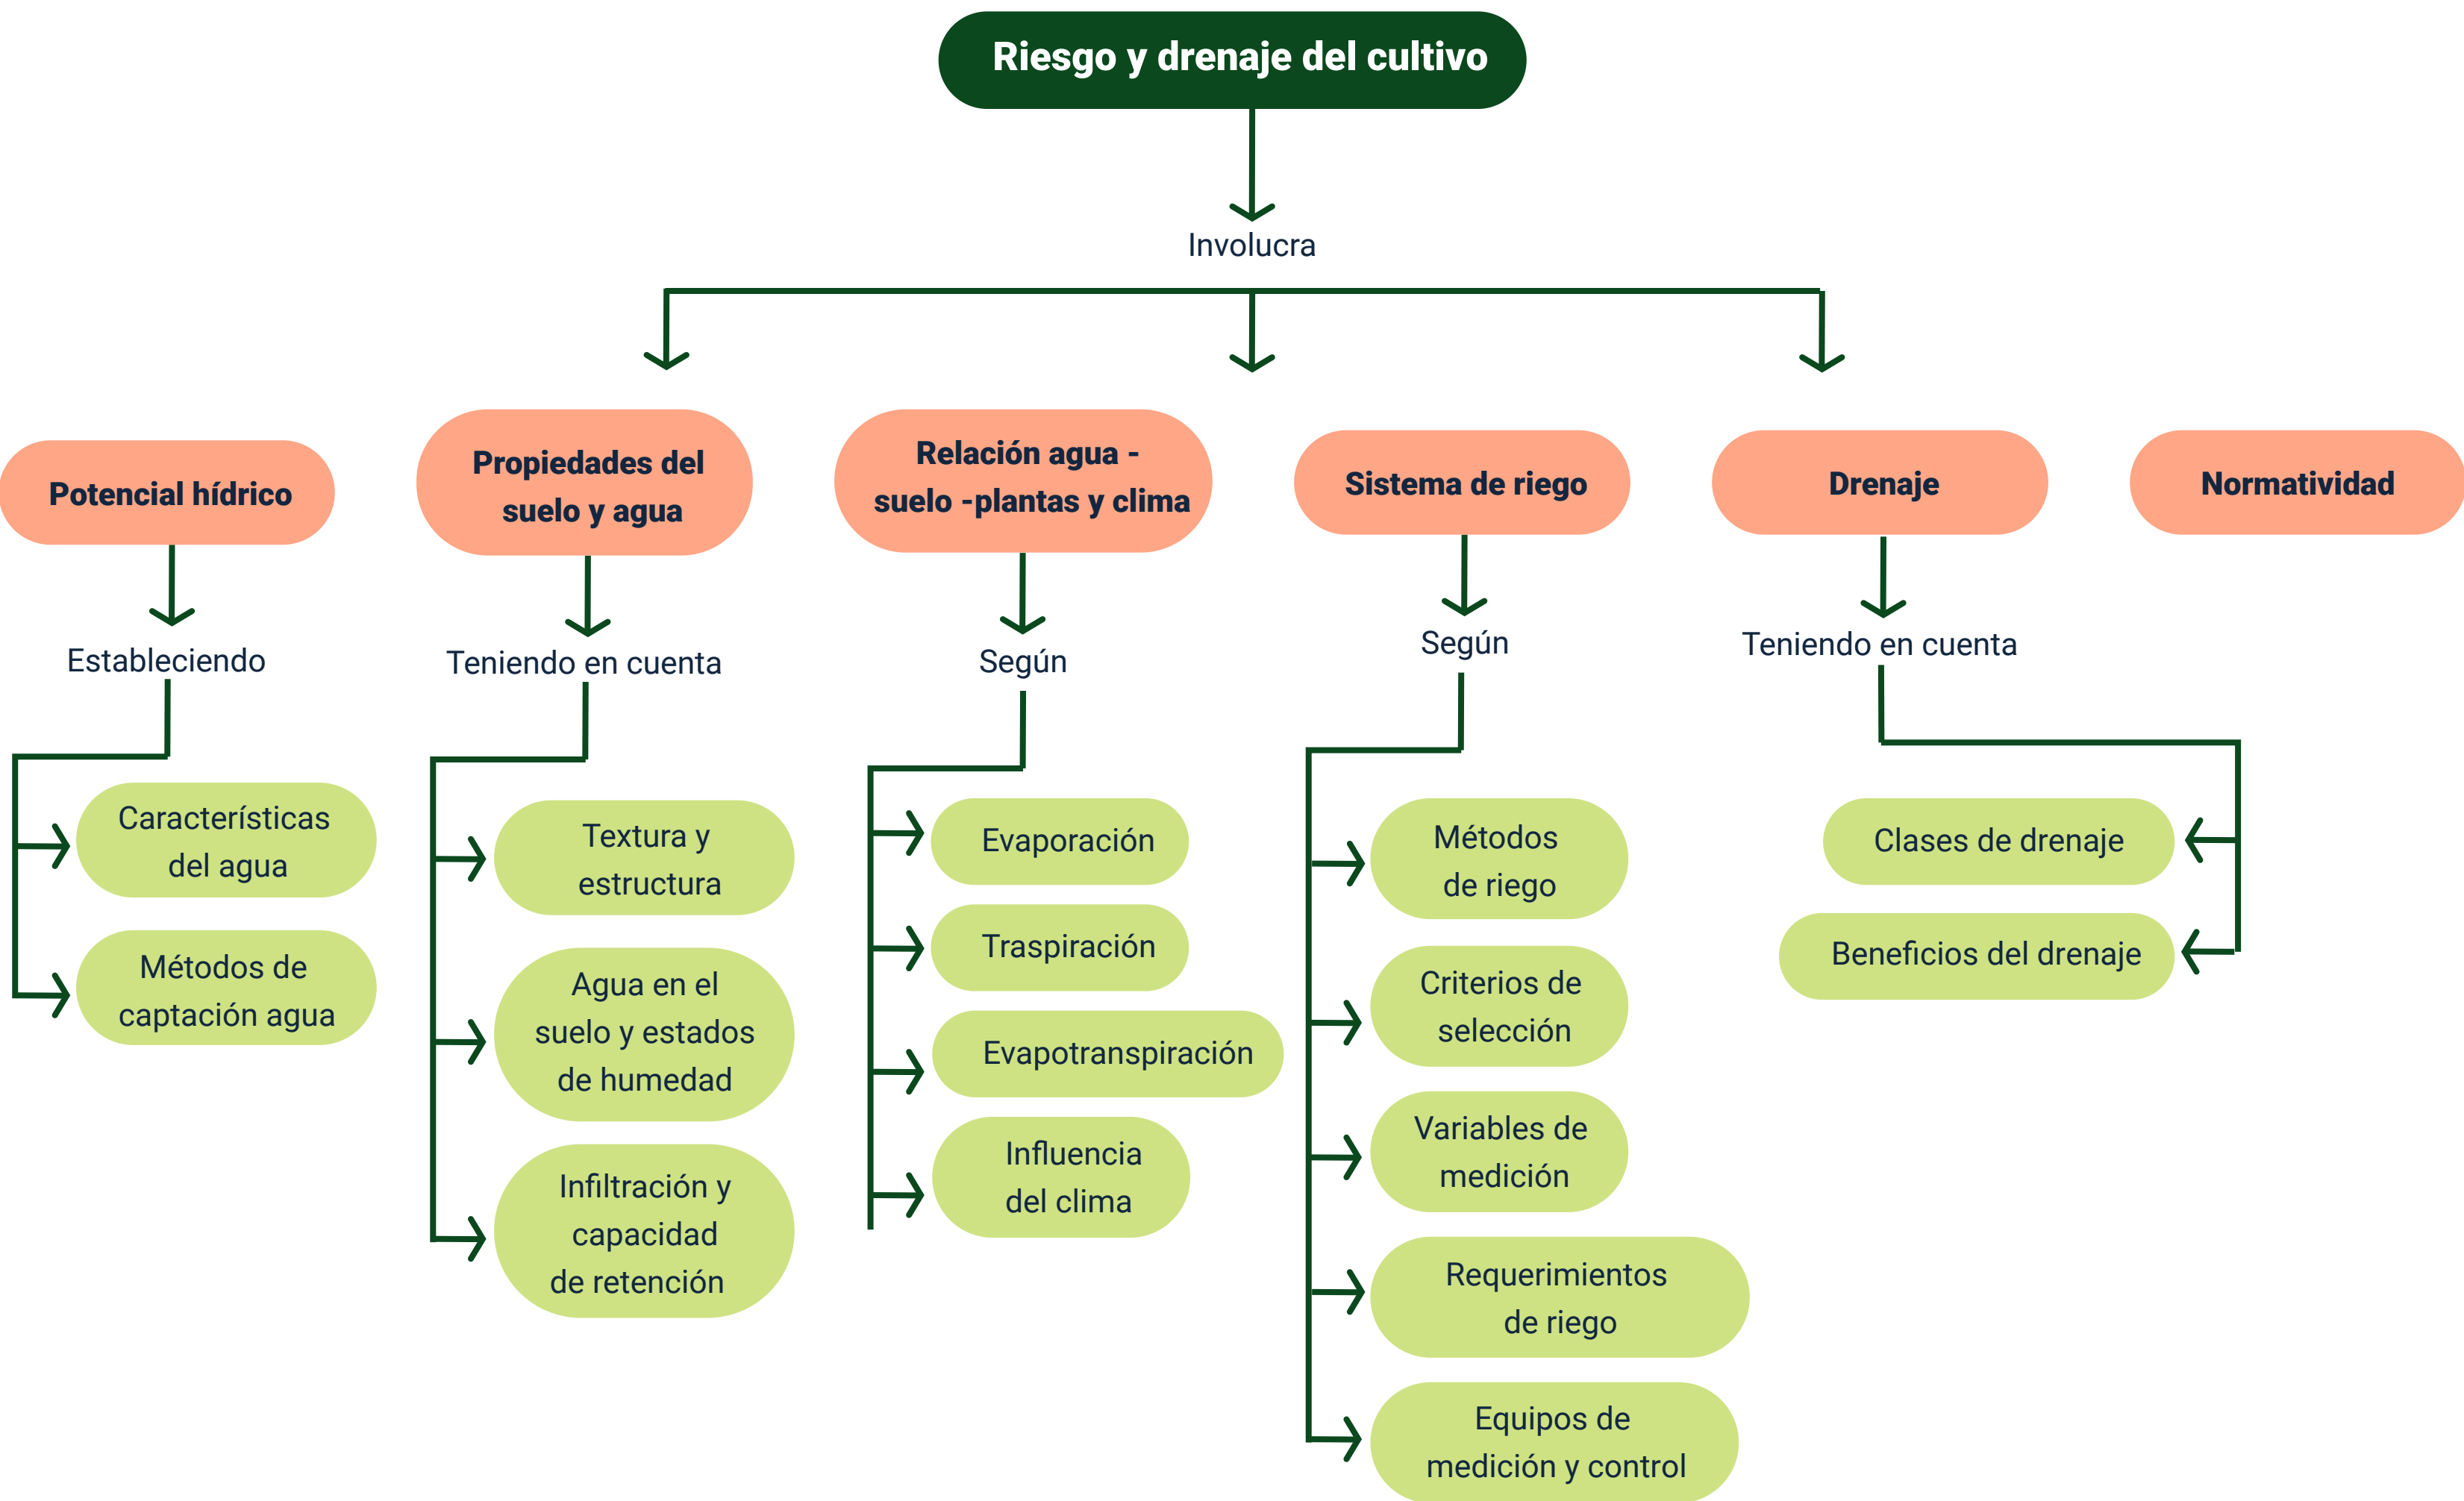 Riesgo y drenaje del cultivo
Involucra
Potencial hídrico
Propiedades del
suelo y agua
Relación agua -
suelo -plantas y clima
Sistema de riego
Drenaje
Normatividad
Estableciendo
Teniendo en cuenta
Según
Según
Teniendo en cuenta
Características
del agua
Métodos de
captación agua
Textura y
estructura
Agua en el
suelo y estados
de humedad
Infiltración y
capacidad
de retención
Evaporación
Traspiración
Evapotranspiración
Influencia
del clima
Métodos
de riego
Criterios de
selección
Variables de
medición
Requerimientos
de riego
Equipos de
medición y control
Clases de drenaje
Beneficios del drenaje